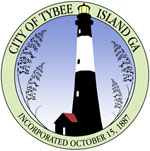 CITY OF TYBEE ISLAND GA
INCORPORATED OCTOBER 15, 1887